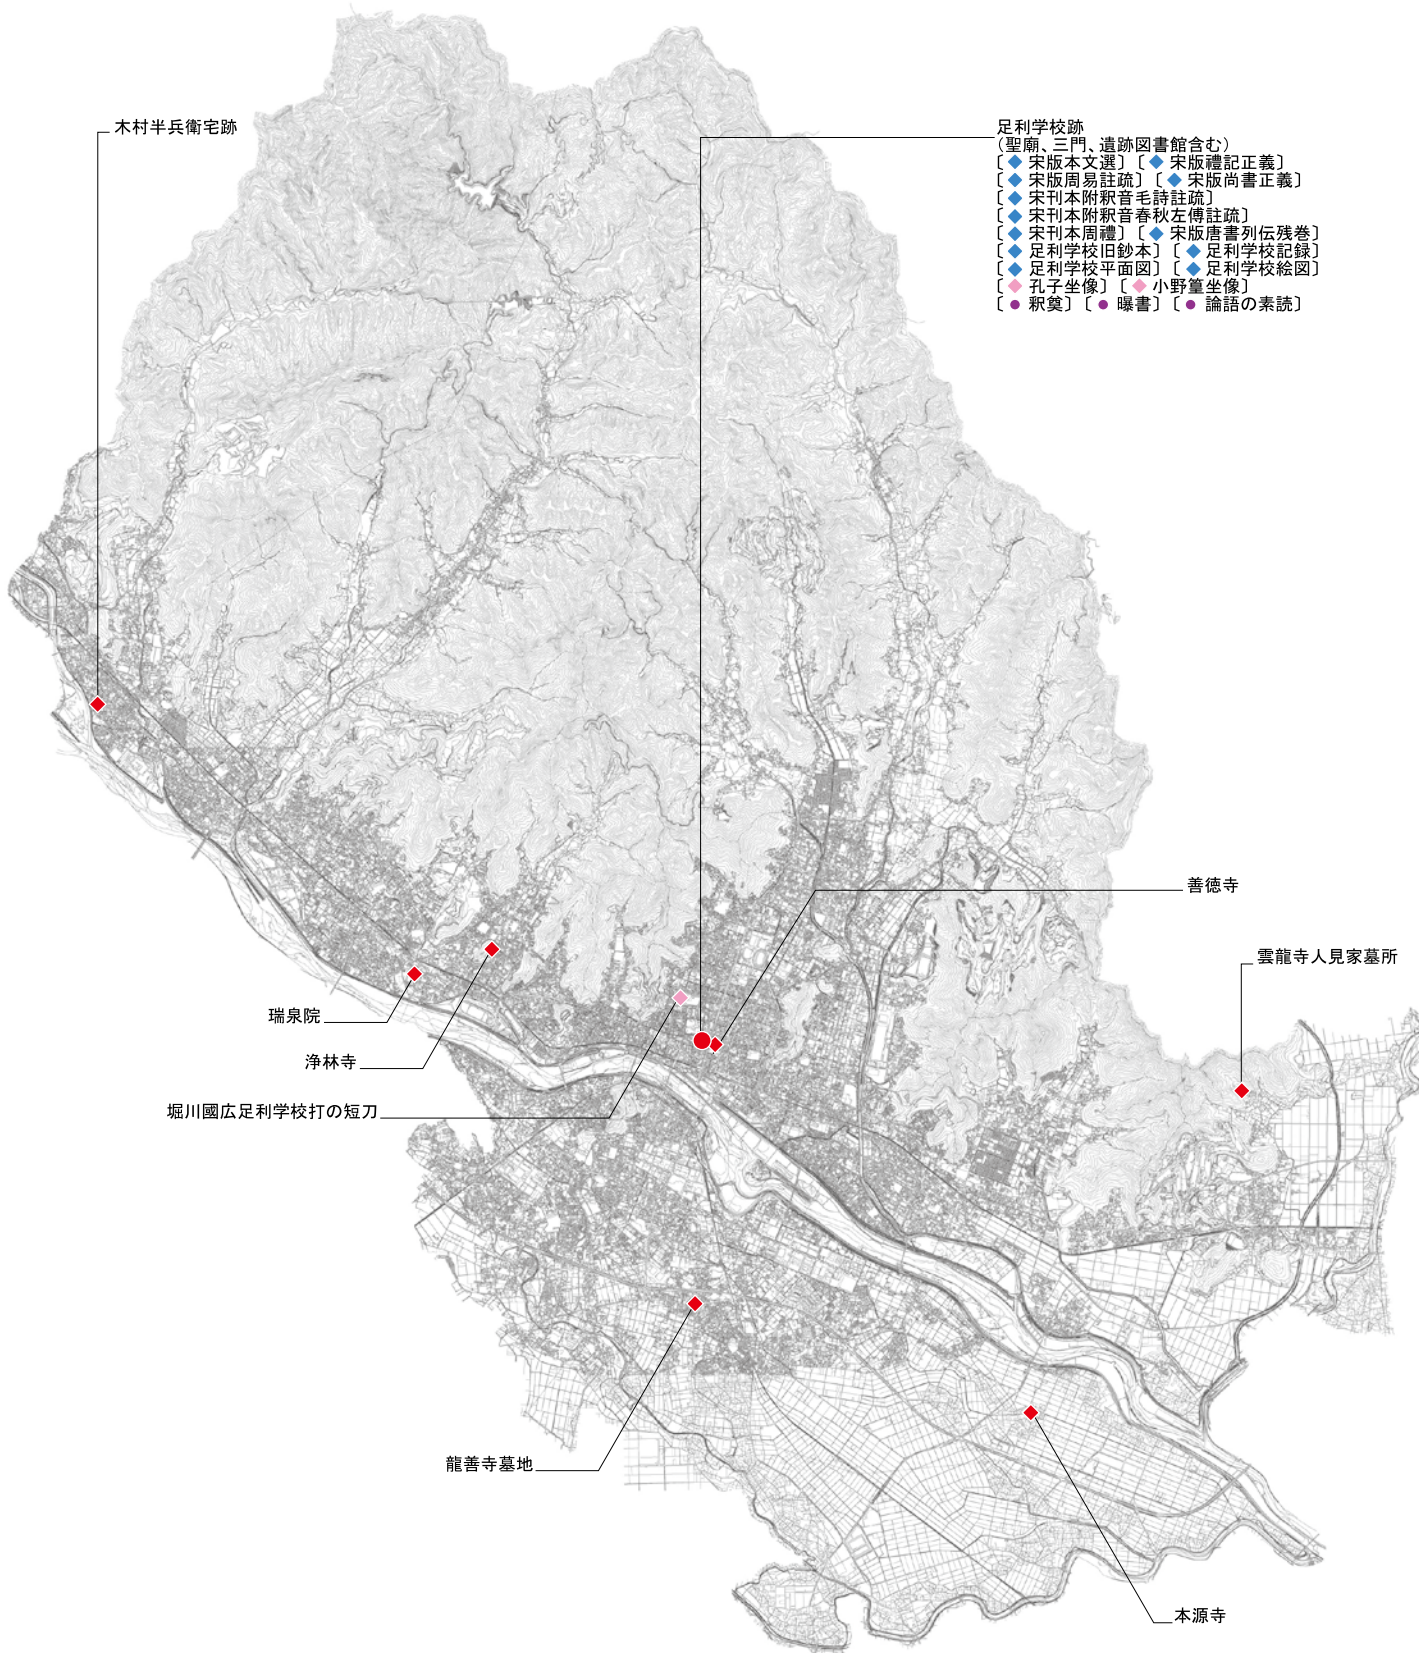 木村半兵衛宅跡
足利学校跡
（聖廟、三門、遺跡図書館含む）
〔◆ 宋版本文選〕〔◆ 宋版禮記正義〕
〔◆ 宋版周易註疏〕〔◆ 宋版尚書正義〕
〔◆ 宋刊本附釈音毛詩註疏〕
〔◆ 宋刊本附釈音春秋左傳註疏〕
〔◆ 宋刊本周禮〕〔◆ 宋版唐書列伝残巻〕
〔◆ 足利学校旧鈔本〕〔◆ 足利学校記録〕
〔◆ 足利学校平面図〕〔◆ 足利学校絵図〕
〔◆ 孔子坐像〕〔◆ 小野篁坐像〕
〔● 釈奠〕〔● 曝書〕〔● 論語の素読〕
善徳寺
雲龍寺人見家墓所
瑞泉院
浄林寺
堀川國広足利学校打の短刀
龍善寺墓地
本源寺